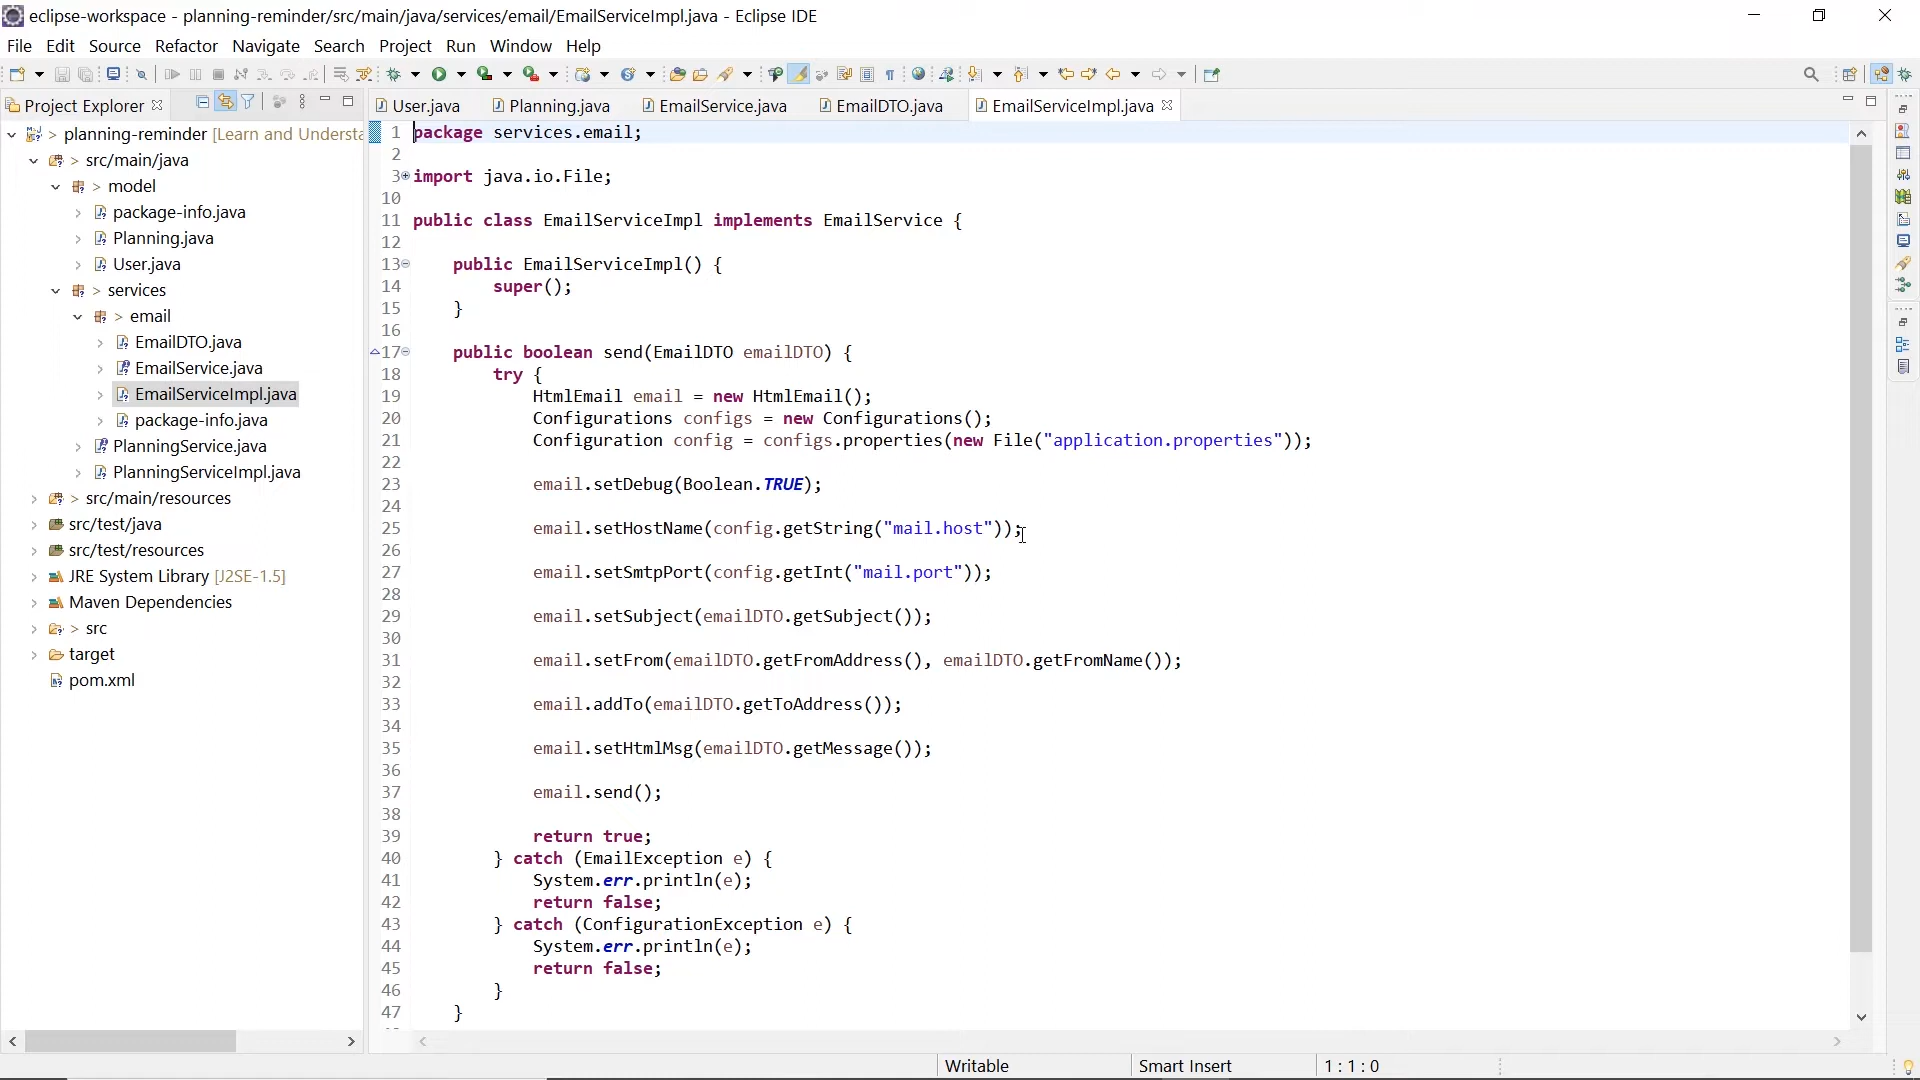 eclipse-workspace - planning-reminder/src/main/java/services/email/EmailServiceImpl.java - Eclipse IDE
File Edit Source Refactor Navigate Search Project Run Window Help
Project Explorer
User.java Planning.java EmailService.java EmailDTO.java EmailServiceImpl.java
> planning-reminder [Learn and Understa
> src/main/java
> model
package-info.java
Planning.java
User.java
> services
> email
EmailDTO.java
EmailService.java
EmailServiceImpl.java
package-info.java
PlanningService.java
PlanningServiceImpl.java
> src/main/resources
src/test/java
src/test/resources
JRE System Library [J2SE-1.5]
Maven Dependencies
> src
target
pom.xml
1 package services.email;
2
3 import java.io.File;
10
11 public class EmailServiceImpl implements EmailService {
12
13 public EmailServiceImpl() {
14 super();
15 }
16
17 public boolean send(EmailDTO emailDTO) {
18 try {
19 HtmlEmail email = new HtmlEmail();
20 Configurations configs = new Configurations();
21 Configuration config = configs.properties(new File("application.properties"));
22
23 email.setDebug(Boolean.TRUE);
24
25 email.setHostName(config.getString("mail.host"));
26
27 email.setSmtpPort(config.getInt("mail.port"));
28
29 email.setSubject(emailDTO.getSubject());
30
31 email.setFrom(emailDTO.getFromAddress(), emailDTO.getFromName());
32
33 email.addTo(emailDTO.getToAddress());
34
35 email.setHtmlMsg(emailDTO.getMessage());
36
37 email.send();
38
39 return true;
40 } catch (EmailException e) {
41 System.err.println(e);
42 return false;
43 } catch (ConfigurationException e) {
44 System.err.println(e);
45 return false;
46 }
47 }
Writable Smart Insert 1 : 1 : 0